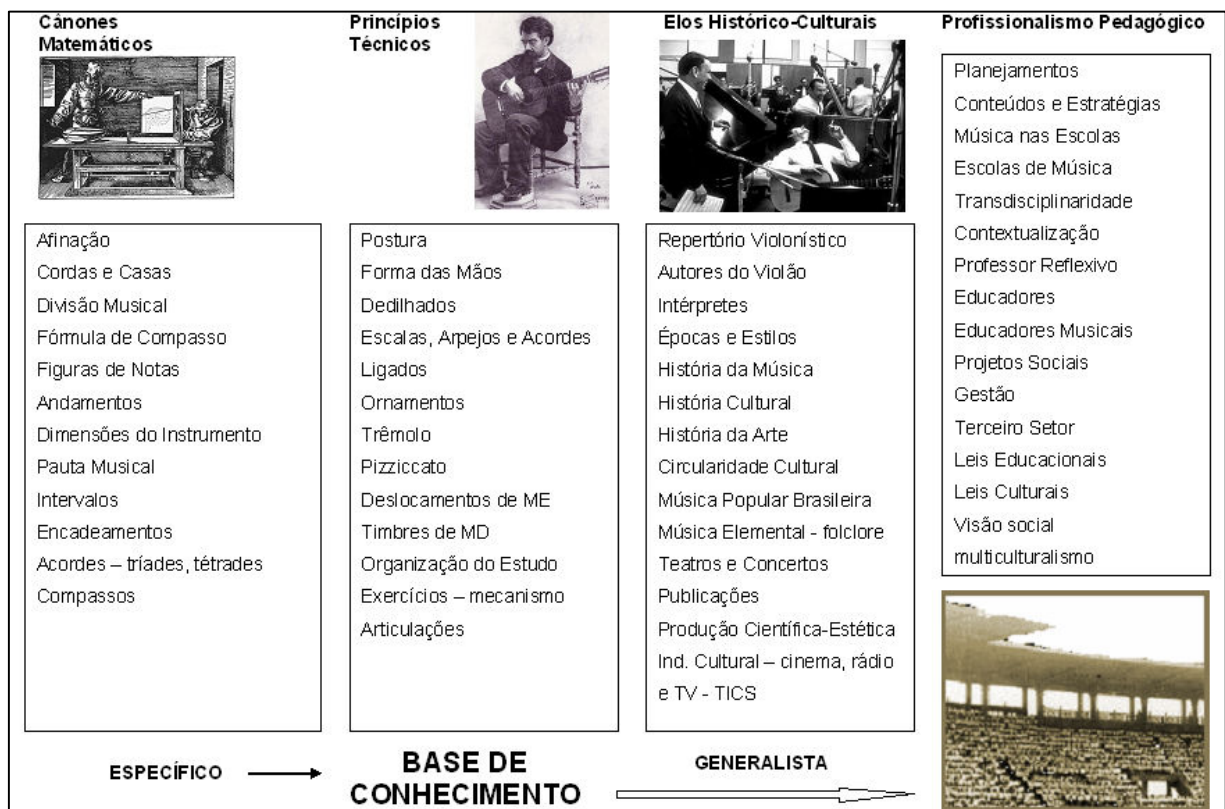 Cânones
Matemáticos
Afinação
Cordas e Casas
Divisão Musical
Fórmula de Compasso
Figuras de Notas
Andamentos
Dimensões do Instrumento
Pauta Musical
Intervalos
Encadeamentos
Acordes – tríades, tétrades
Compassos
Princípios
Técnicos
Postura
Forma das Mãos
Dedilhados
Escalas, Arpejos e Acordes
Ligados
Ornamentos
Trêmolo
Pizziccato
Deslocamentos de ME
Timbres de MD
Organização do Estudo
Exercícios – mecanismo
Articulações
Elos Histórico-Culturais
Repertório Violonístico
Autores do Violão
Intérpretes
Épocas e Estilos
História da Música
História Cultural
História da Arte
Circularidade Cultural
Música Popular Brasileira
Música Elemental - folclore
Teatros e Concertos
Publicações
Produção Científica-Estética
Ind. Cultural – cinema, rádio
e TV - TICS
Profissionalismo Pedagógico
Planejamentos
Conteúdos e Estratégias
Música nas Escolas
Escolas de Música
Transdisciplinaridade
Contextualização
Professor Reflexivo
Educadores
Educadores Musicais
Projetos Sociais
Gestão
Terceiro Setor
Leis Educacionais
Leis Culturais
Visão social
multiculturalismo
ESPECÍFICO
BASE DE
CONHECIMENTO
GENERALISTA